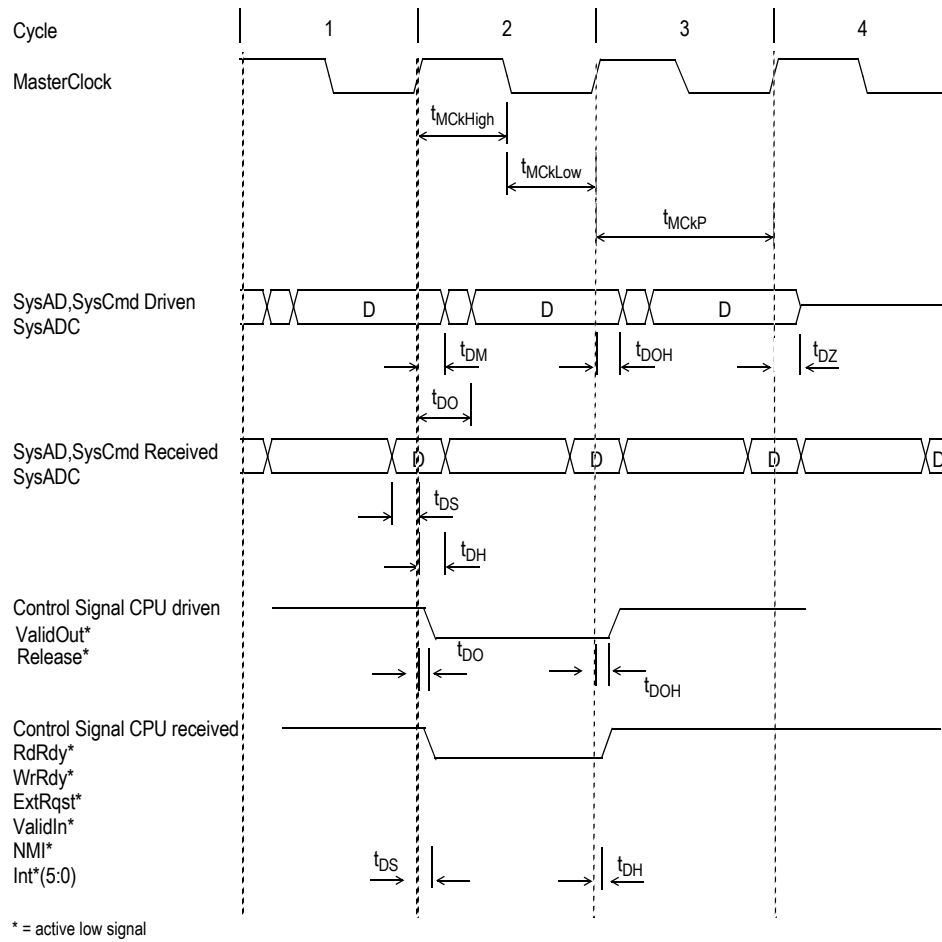 Cycle 1 2 3 4
MasterClock
tMCkHigh
tMCkLow
tMCkP
SysAD,SysCmd Driven
SysADC
D D D
tDM tDOH tDZ
tDO
SysAD,SysCmd Received
SysADC
D D D D
tDS
tDH
Control Signal CPU driven
ValidOut*
Release*
tDO
tDOH
Control Signal CPU received
RdRdy*
WrRdy*
ExtRqst*
ValidIn*
NMI*
Int*(5:0)
tDS tDH
* = active low signal